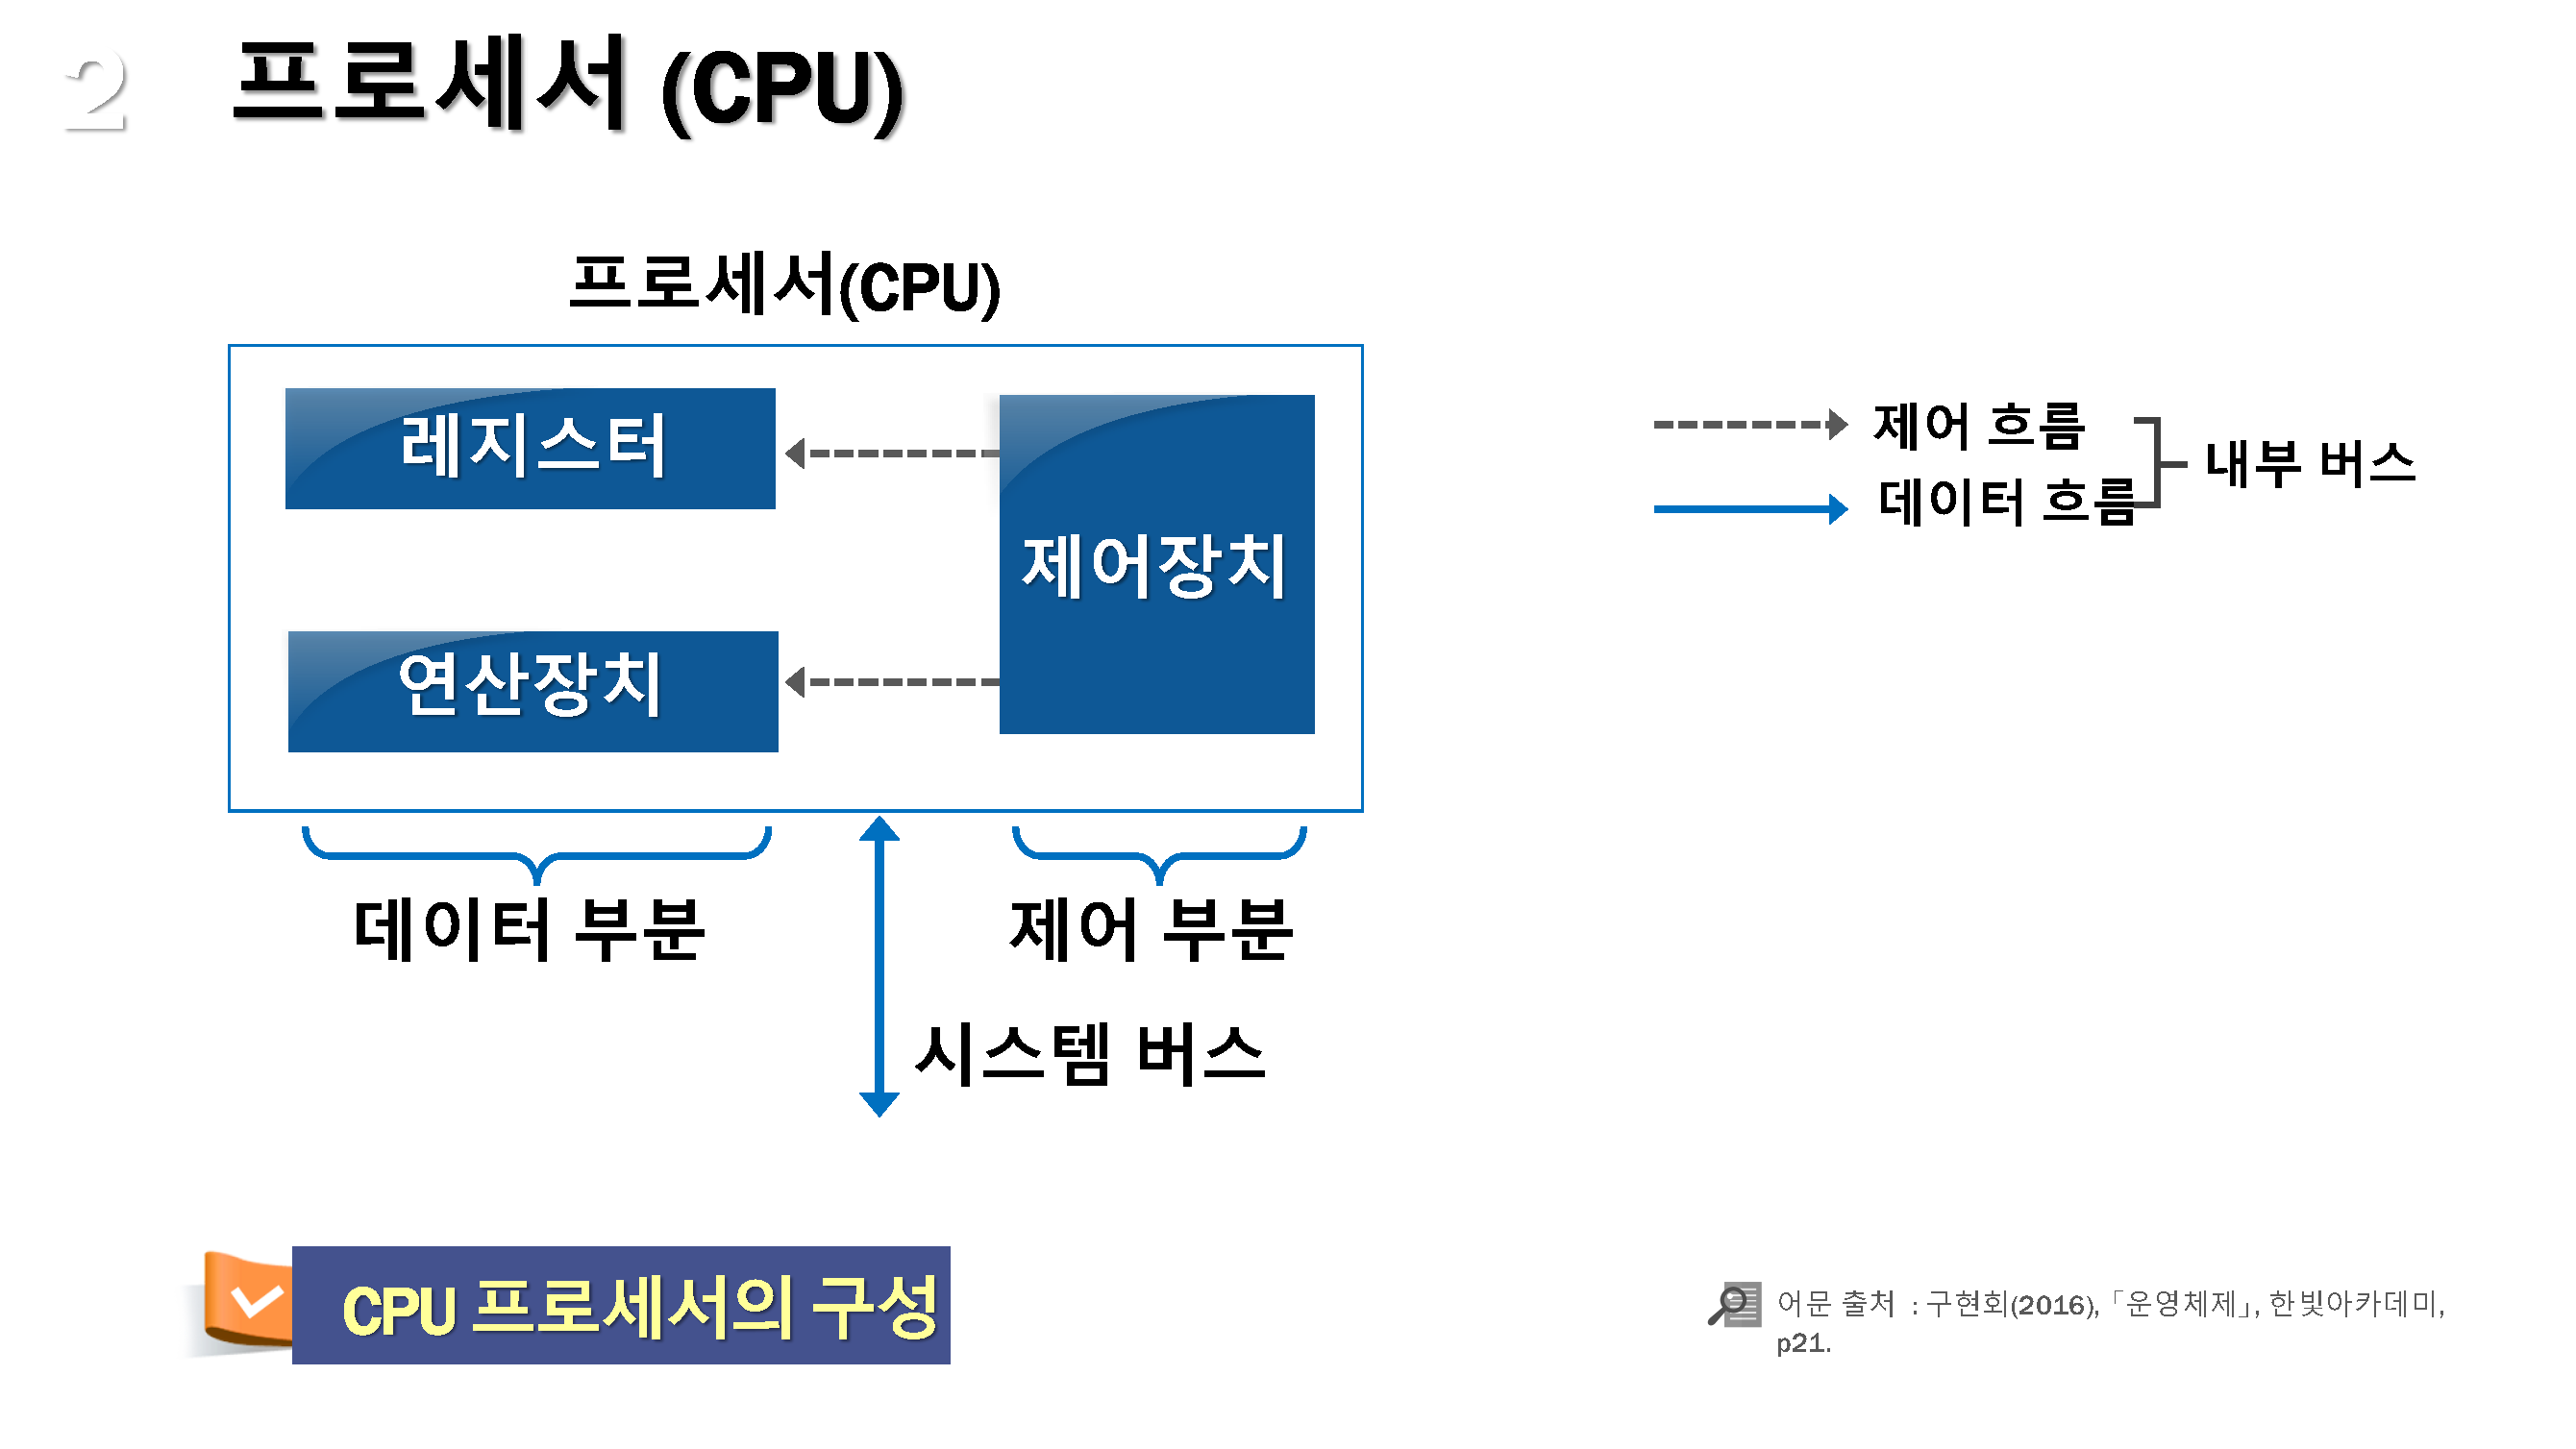 2 프로세서 (CPU)
프로세서(CPU)
레지스터
제어장치
연산장치
데이터 부분
제어 부분
시스템 버스
제어 흐름
데이터 흐름
내부 버스
CPU 프로세서의 구성
어문 출처 : 구현회(2016), 「운영체제」, 한빛아카데미,
p21.